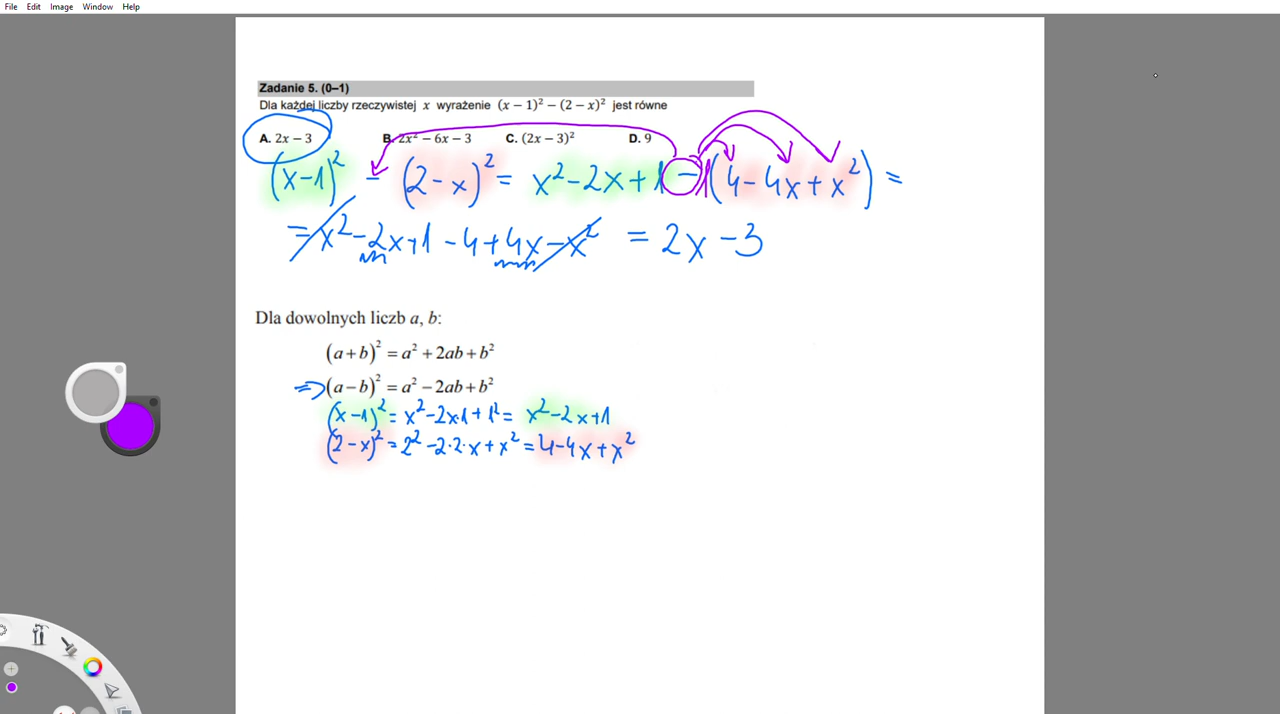 File Edit Image Window Help
Zadanie 5. (0–1)
Dla każdej liczby rzeczywistej x wyrażenie (x − 1)² − (2 − x)² jest równe
A. 2x − 3 B. 2x² − 6x − 3 C. (2x − 3)² D. 9
(x−1)² − (2−x)² = x²−2x+1 −1(4−4x+x²) =
= x²−2x+1−4+4x−x² = 2x−3
Dla dowolnych liczb a, b:
(a+b)² = a² + 2ab + b²
⇒ (a−b)² = a² − 2ab + b²
(x−1)² = x²−2x·1+1² = x²−2x+1
(2−x)² = 2²−2·2·x+x² = 4−4x+x²